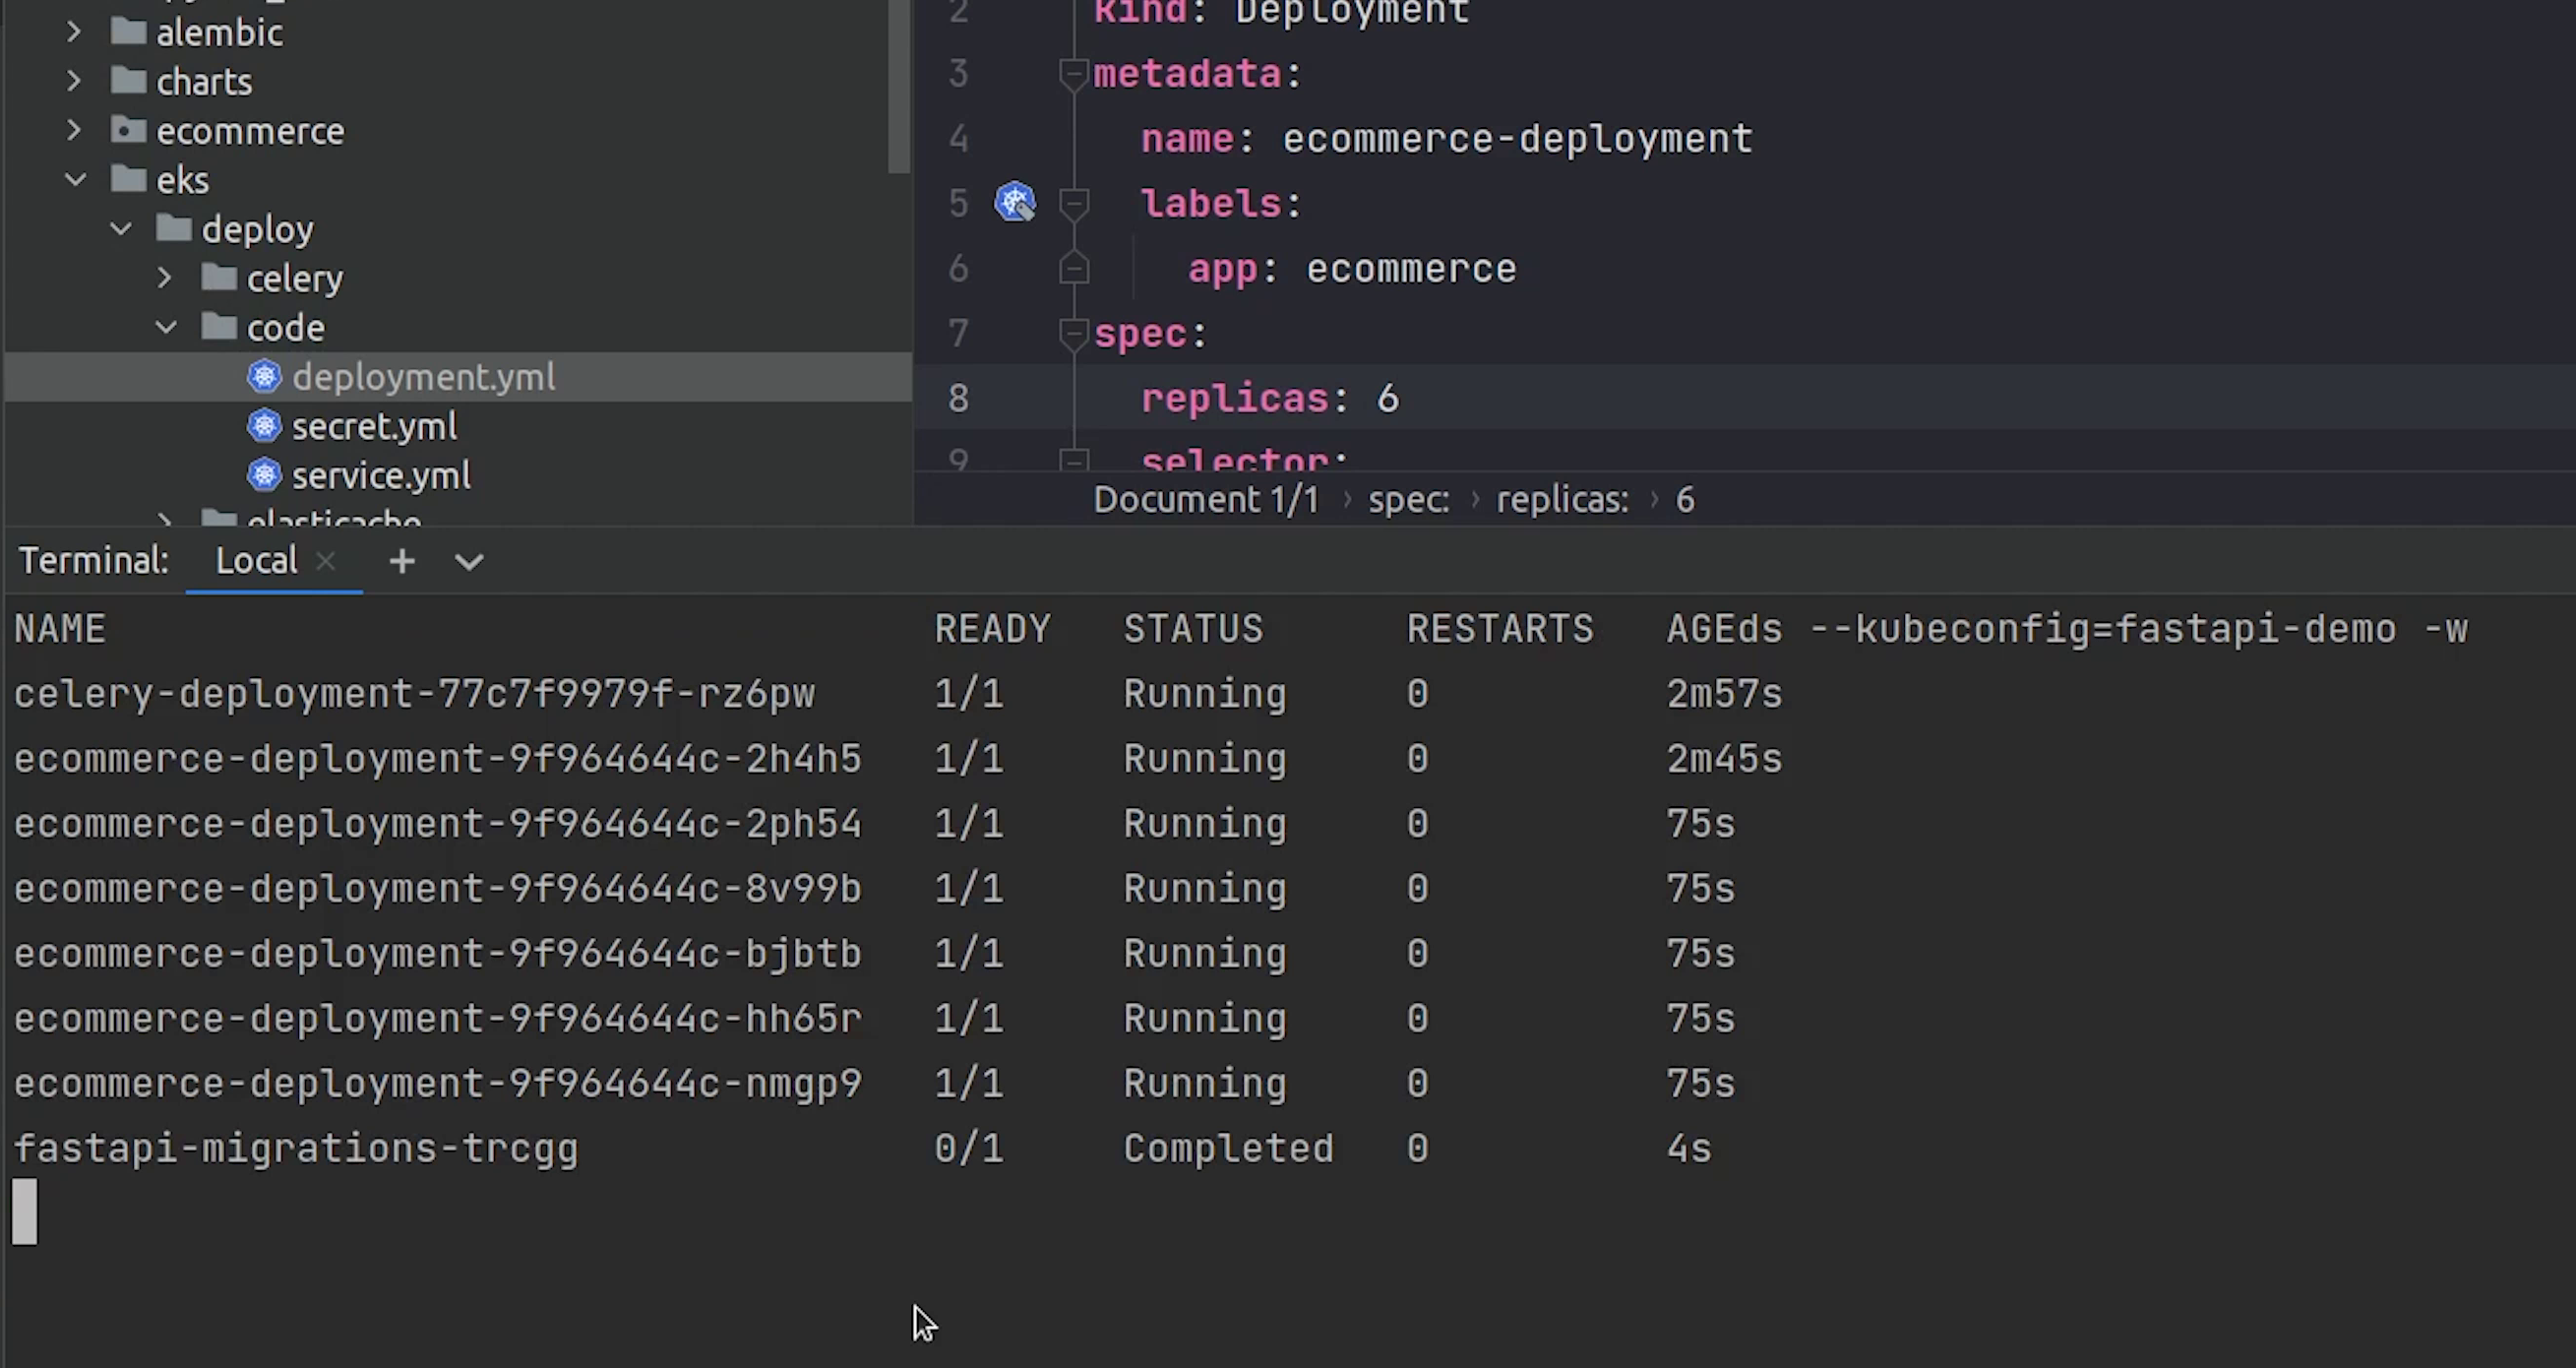 alembic
charts
ecommerce
eks
deploy
celery
code
deployment.yml
secret.yml
service.yml
elasticache
2 kind: Deployment
3 metadata:
4 name: ecommerce-deployment
5 labels:
6 app: ecommerce
7 spec:
8 replicas: 6
9 selector:
Document 1/1 › spec: › replicas: › 6
Terminal: Local × +
NAME READY STATUS RESTARTS AGEds --kubeconfig=fastapi-demo -w
celery-deployment-77c7f9979f-rz6pw 1/1 Running 0 2m57s
ecommerce-deployment-9f964644c-2h4h5 1/1 Running 0 2m45s
ecommerce-deployment-9f964644c-2ph54 1/1 Running 0 75s
ecommerce-deployment-9f964644c-8v99b 1/1 Running 0 75s
ecommerce-deployment-9f964644c-bjbtb 1/1 Running 0 75s
ecommerce-deployment-9f964644c-hh65r 1/1 Running 0 75s
ecommerce-deployment-9f964644c-nmgp9 1/1 Running 0 75s
fastapi-migrations-trcgg 0/1 Completed 0 4s